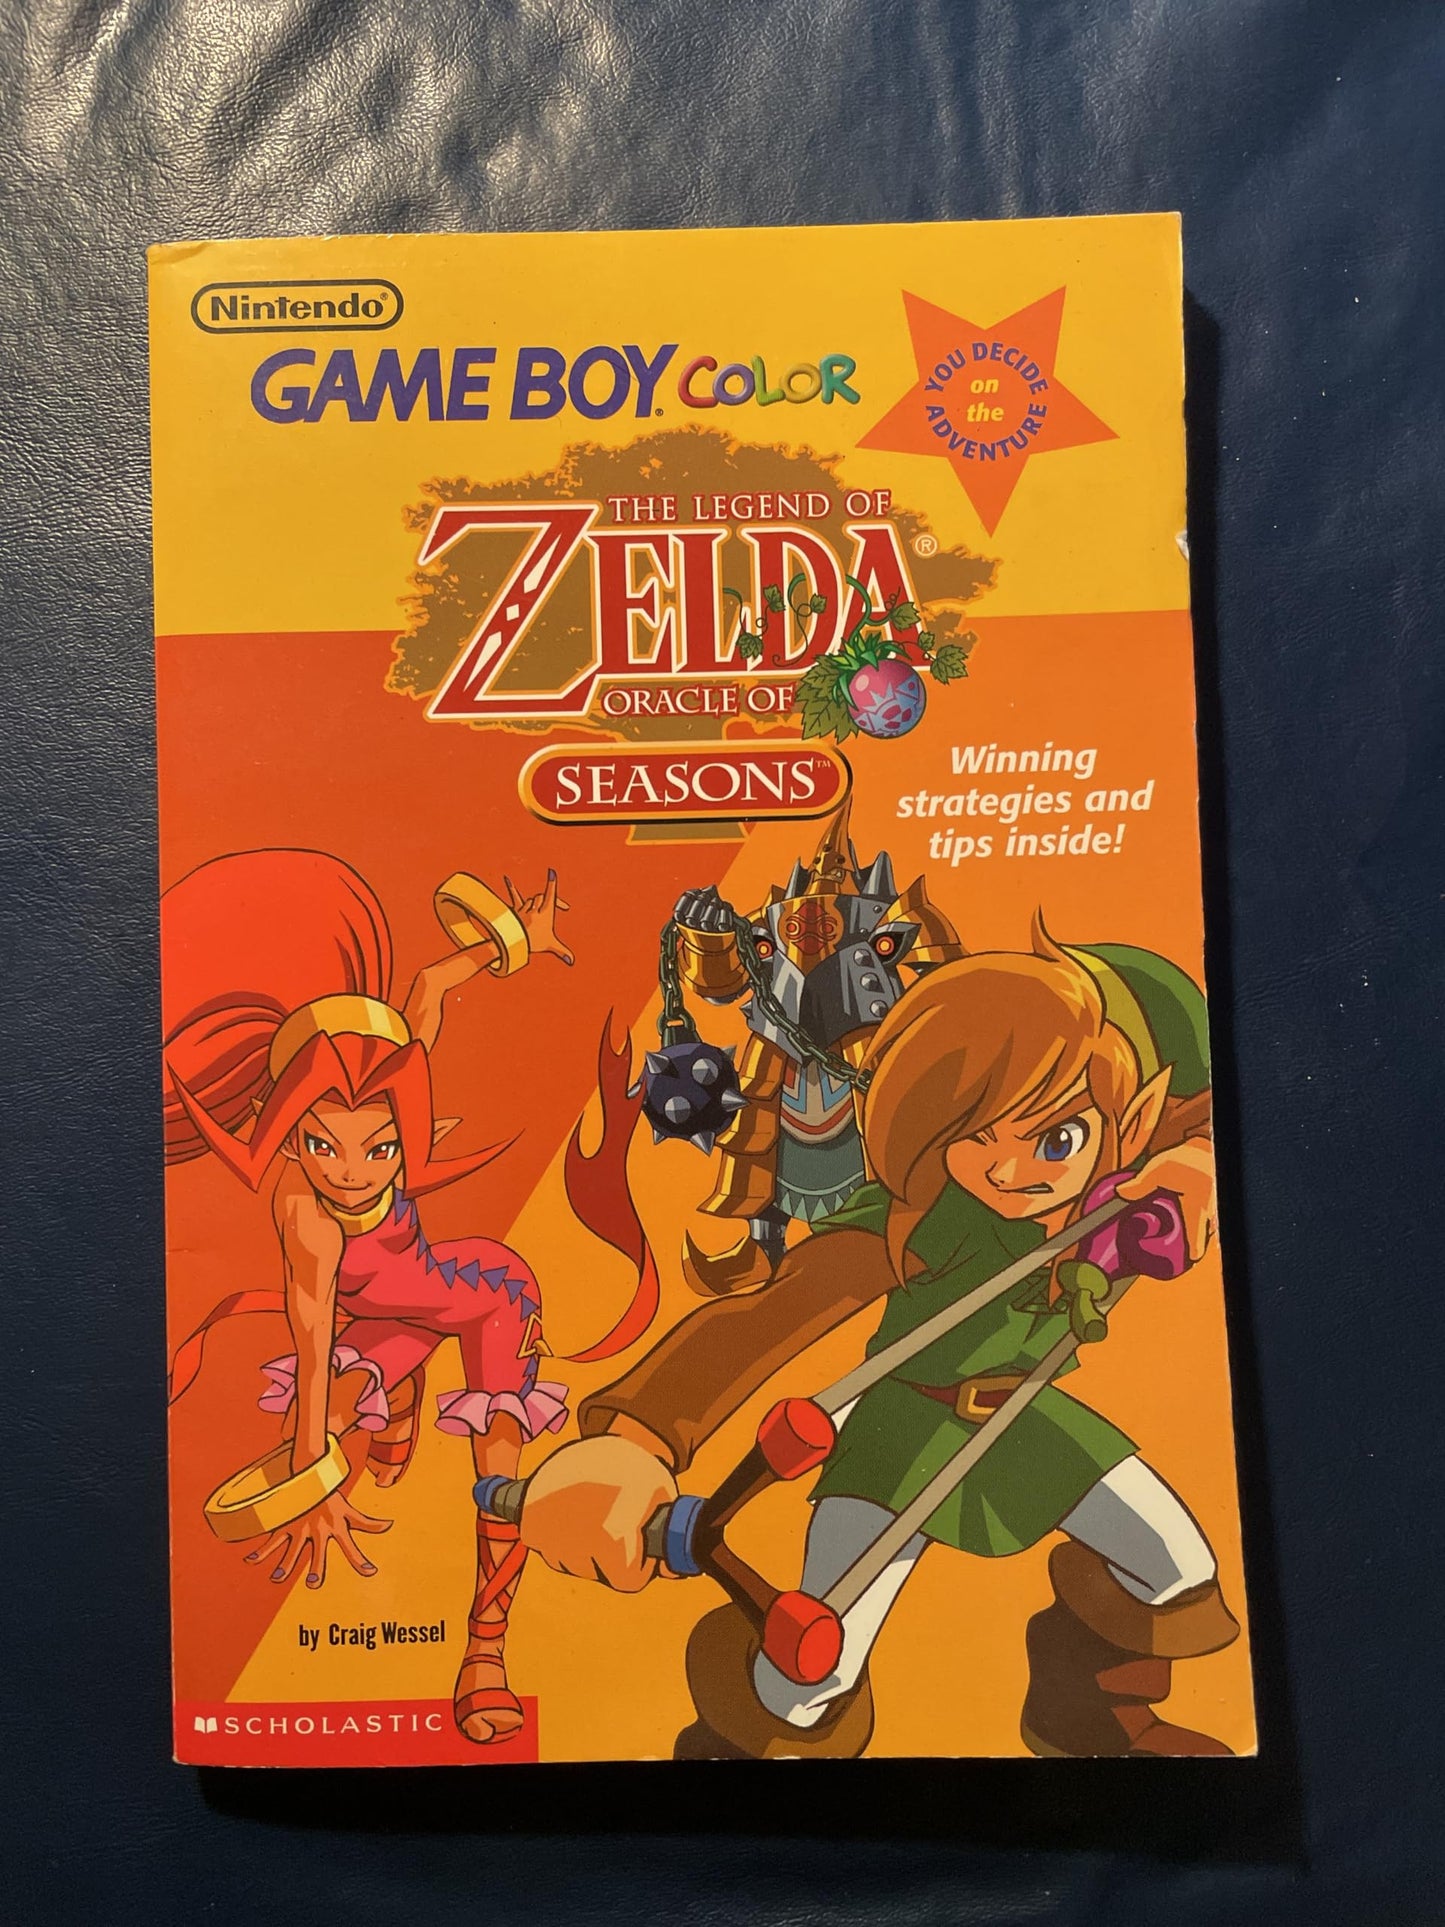 Nintendo®
GAME BOY® COLOR
YOU DECIDE
on
the
ADVENTURE
THE LEGEND OF
ZELDA®
ORACLE OF
SEASONS™
Winning
strategies and
tips inside!
by Craig Wessel
SCHOLASTIC